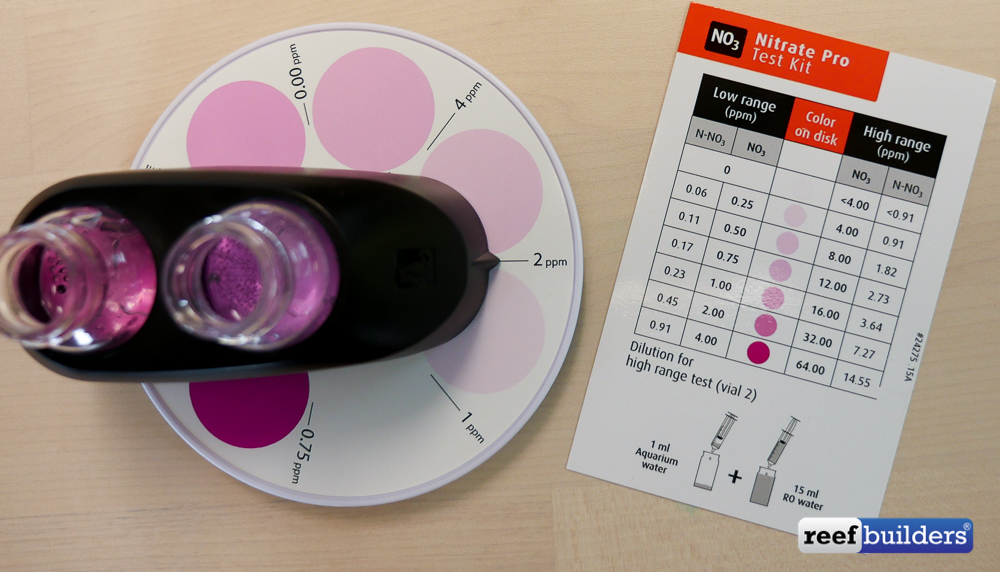 0.00 ppm
4 ppm
2 ppm
1 ppm
0.75 ppm
NO3 Nitrate Pro
Test Kit
Low range
(ppm)
Color
on disk
High range
(ppm)
N-NO3 NO3 NO3 N-NO3
0 <4.00 <0.91
0.06 0.25 4.00 0.91
0.11 0.50 8.00 1.82
0.17 0.75 12.00 2.73
0.23 1.00 16.00 3.64
0.45 2.00 32.00 7.27
0.91 4.00 64.00 14.55
#24275 15A
Dilution for
high range test (vial 2)
1 ml
Aquarium
water
+
15 ml
RO water
reefbuilders®